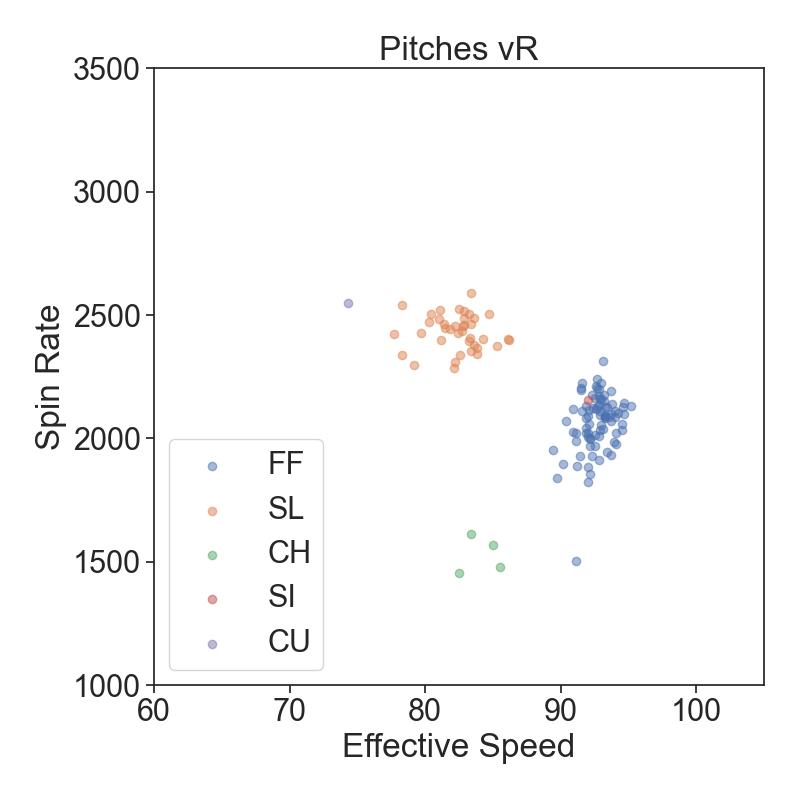 Pitches vR
3500
3000
2500
2000
1500
1000
Spin Rate
FF
SL
CH
SI
CU
60 70 80 90 100
Effective Speed